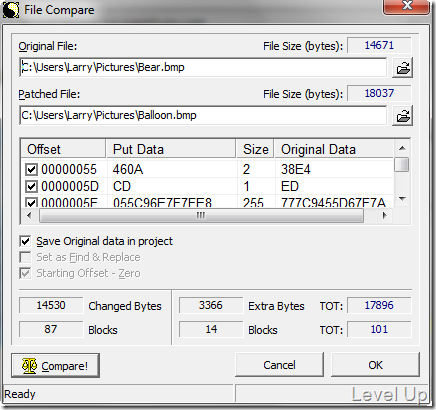 File Compare
Original File: File Size (bytes): 14671
C:\Users\Larry\Pictures\Bear.bmp
Patched File: File Size (bytes): 18037
C:\Users\Larry\Pictures\Balloon.bmp
Offset Put Data Size Original Data
00000055 460A 2 38E4
0000005D CD 1 ED
0000005E 055C96E7E7EE8 255 777C9455D67E7A
Save Original data in project
Set as Find & Replace
Starting Offset - Zero
14530 Changed Bytes 3366 Extra Bytes TOT: 17896
87 Blocks 14 Blocks TOT: 101
Compare! Cancel OK
Ready
Level Up